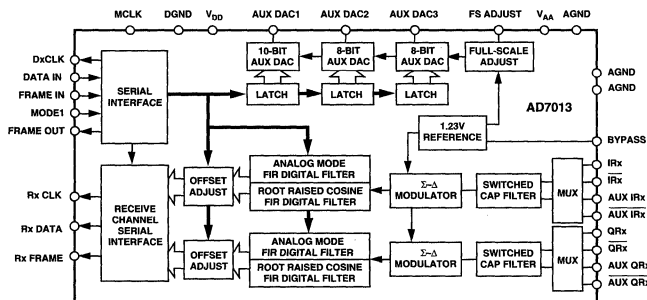 MCLK DGND VDD AUX DAC1 AUX DAC2 AUX DAC3 FS ADJUST VAA AGND
DxCLK
DATA IN
FRAME IN
MODE1
FRAME OUT
SERIAL
INTERFACE
10-BIT
AUX DAC
8-BIT
AUX DAC
8-BIT
AUX DAC
FULL-SCALE
ADJUST
LATCH
LATCH
LATCH
AGND
AGND
AD7013
1.23V
REFERENCE
BYPASS
Rx CLK
Rx DATA
Rx FRAME
RECEIVE
CHANNEL
SERIAL
INTERFACE
OFFSET
ADJUST
ANALOG MODE
FIR DIGITAL FILTER
ROOT RAISED COSINE
FIR DIGITAL FILTER
Σ–Δ
MODULATOR
SWITCHED
CAP FILTER
MUX
IRx
IRx
AUX IRx
AUX IRx
OFFSET
ADJUST
ANALOG MODE
FIR DIGITAL FILTER
ROOT RAISED COSINE
FIR DIGITAL FILTER
Σ–Δ
MODULATOR
SWITCHED
CAP FILTER
MUX
QRx
QRx
AUX QRx
AUX QRx